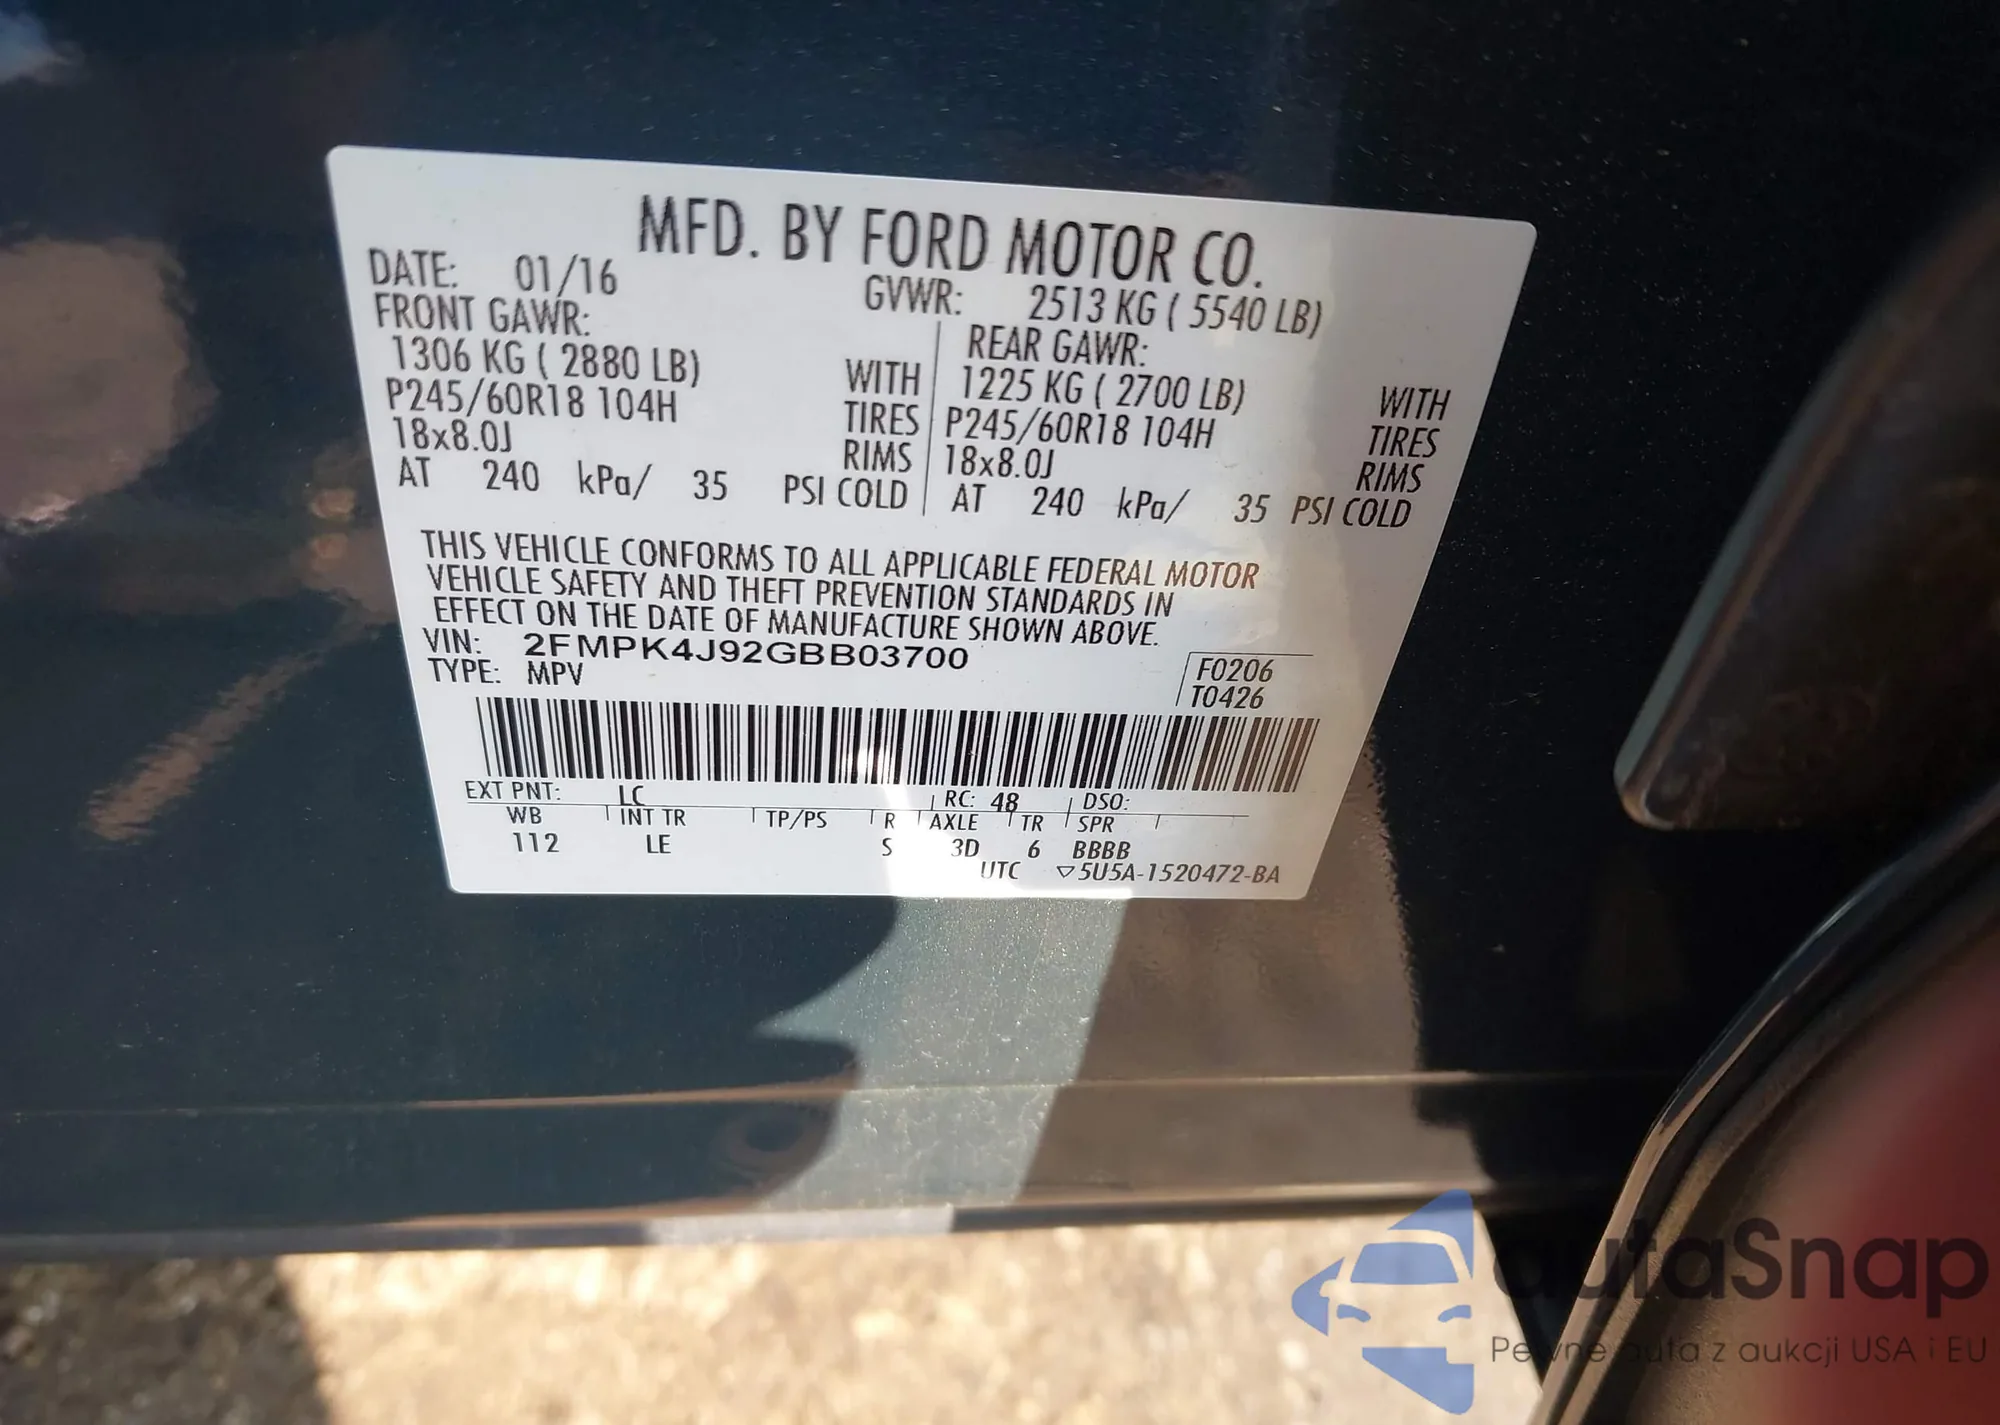 MFD. BY FORD MOTOR CO.
DATE: 01/16 GVWR: 2513 KG ( 5540 LB)
FRONT GAWR: REAR GAWR:
1306 KG ( 2880 LB) WITH 1225 KG ( 2700 LB) WITH
P245/60R18 104H TIRES P245/60R18 104H TIRES
18x8.0J RIMS 18x8.0J RIMS
AT 240 kPa/ 35 PSI COLD AT 240 kPa/ 35 PSI COLD
THIS VEHICLE CONFORMS TO ALL APPLICABLE FEDERAL MOTOR
VEHICLE SAFETY AND THEFT PREVENTION STANDARDS IN
EFFECT ON THE DATE OF MANUFACTURE SHOWN ABOVE.
VIN: 2FMPK4J92GBB03700
TYPE: MPV
F0206
T0426
EXT PNT: LC RC: 48 DSO:
WB INT TR TP/PS R AXLE TR SPR
112 LE S 3D 6 BBBB
UTC ▽5U5A-1520472-BA
autaSnap
Pewne auta z aukcji USA i EU